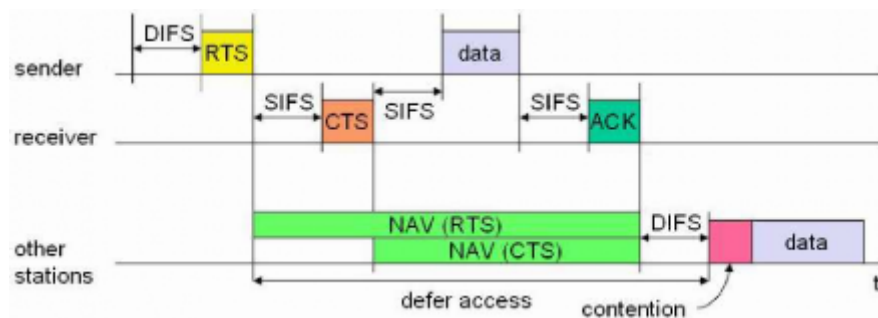 DIFS
RTS
data
sender
SIFS
CTS
SIFS
SIFS
ACK
receiver
NAV (RTS)
DIFS
NAV (CTS)
data
other
stations
t
defer access
contention